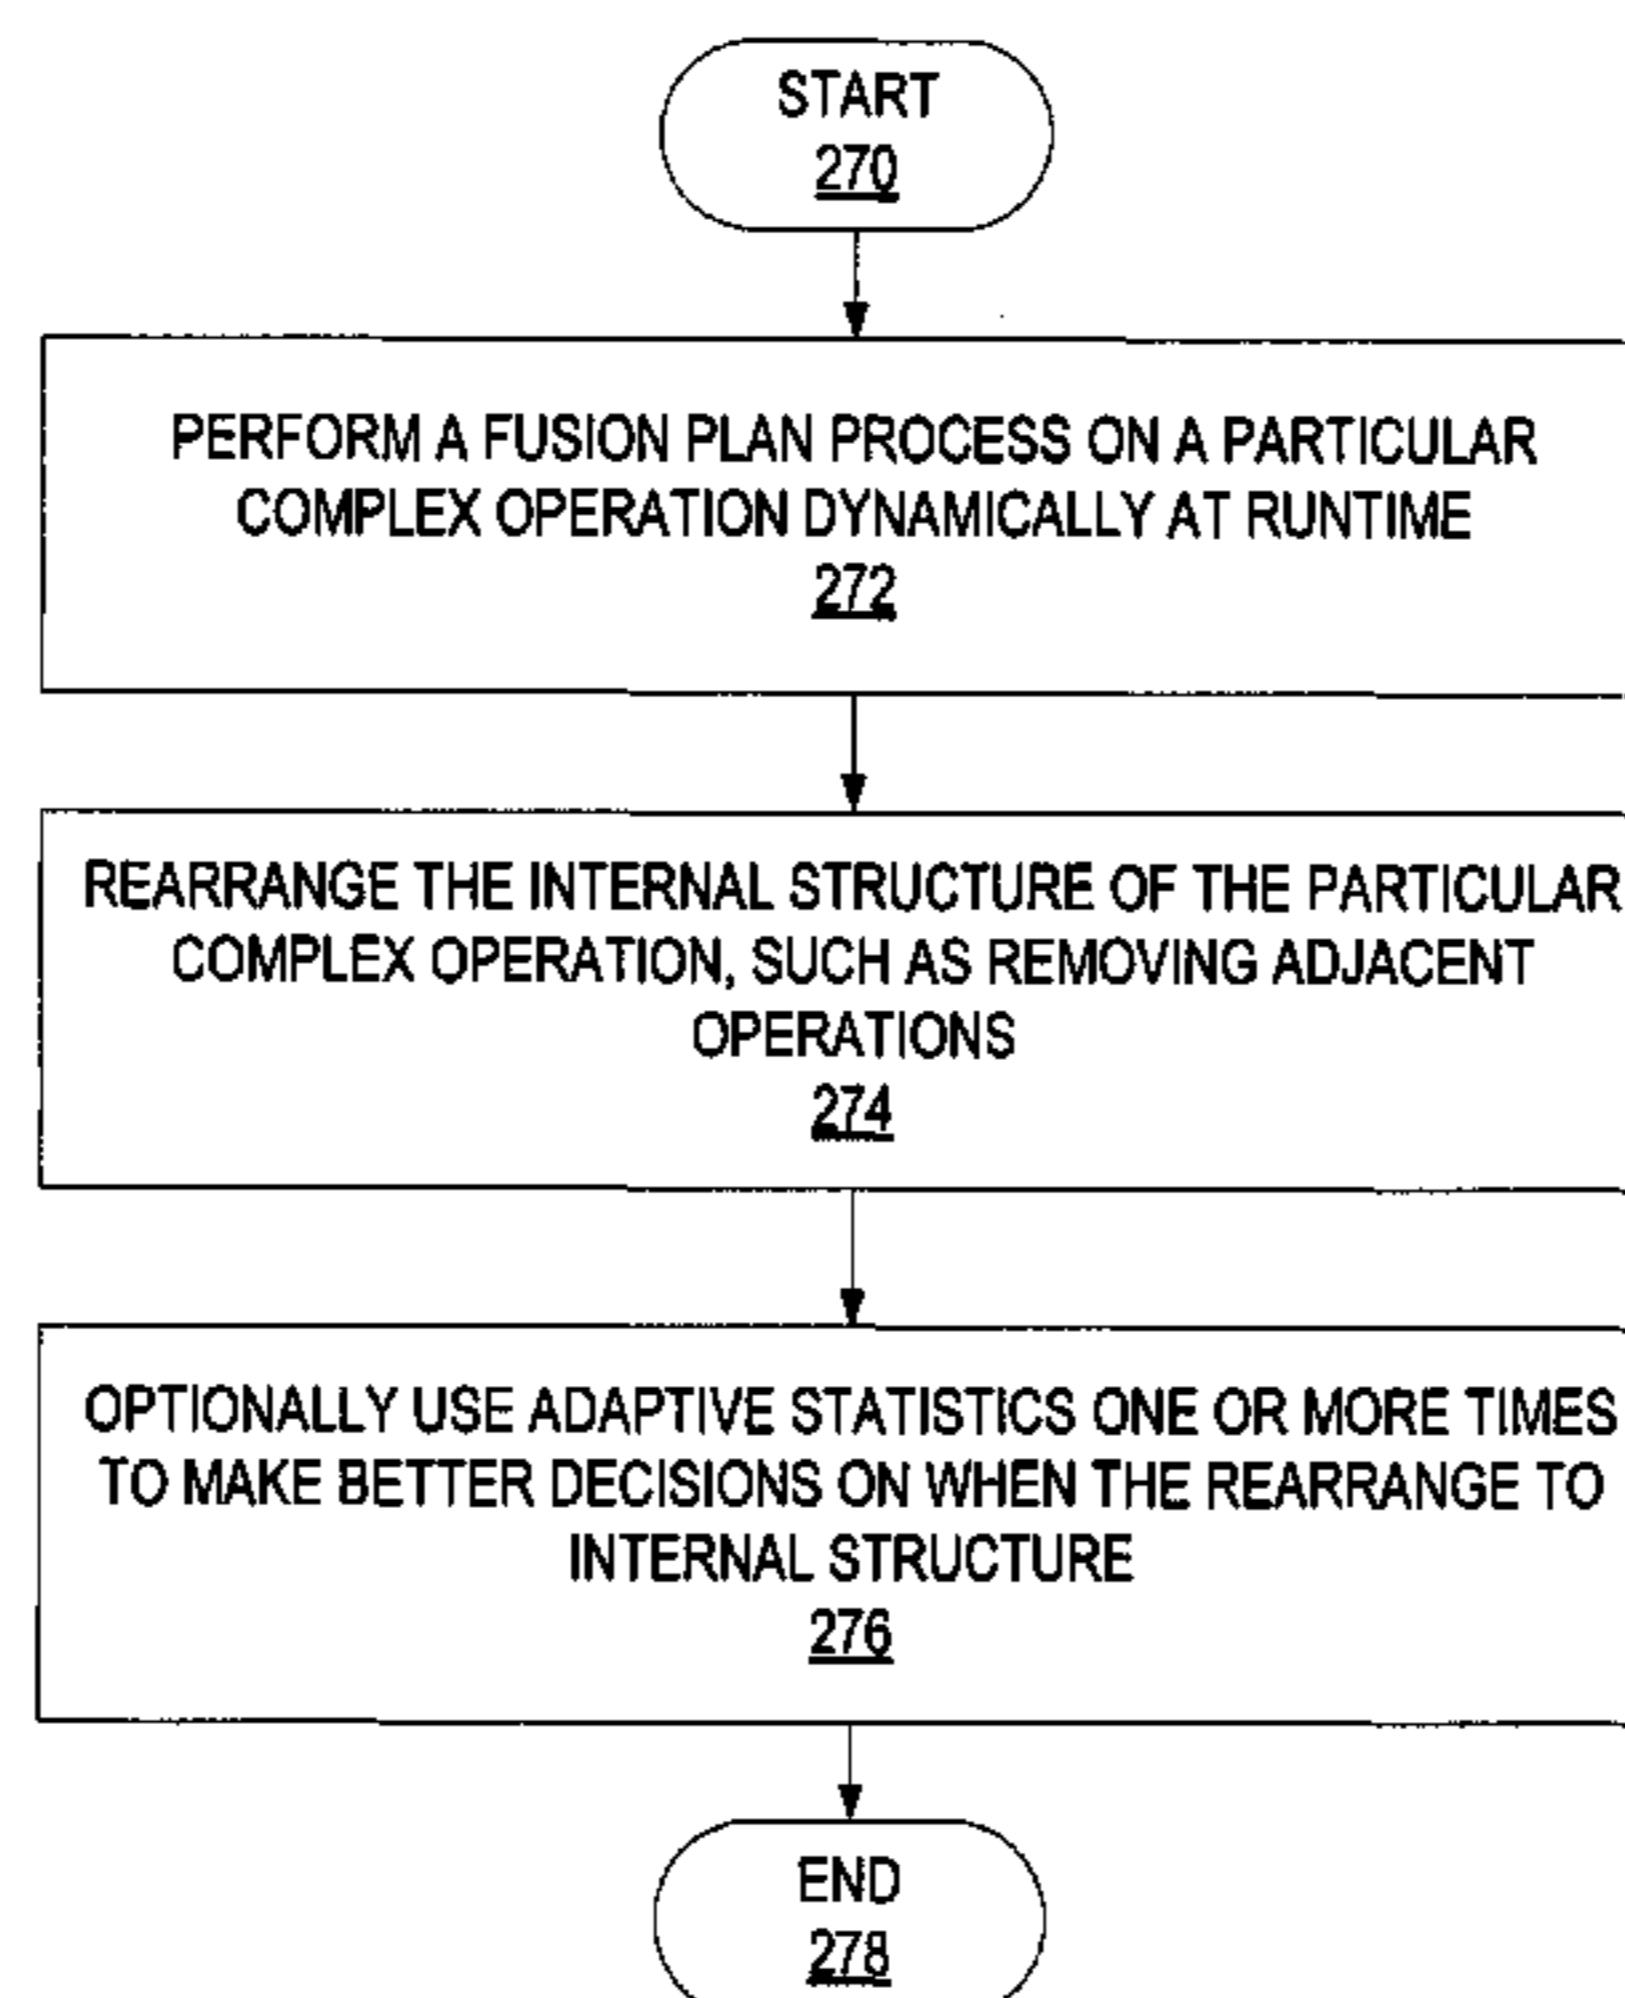 START
270
PERFORM A FUSION PLAN PROCESS ON A PARTICULAR
COMPLEX OPERATION DYNAMICALLY AT RUNTIME
272
REARRANGE THE INTERNAL STRUCTURE OF THE PARTICULAR
COMPLEX OPERATION, SUCH AS REMOVING ADJACENT
OPERATIONS
274
OPTIONALLY USE ADAPTIVE STATISTICS ONE OR MORE TIMES
TO MAKE BETTER DECISIONS ON WHEN THE REARRANGE TO
INTERNAL STRUCTURE
276
END
278